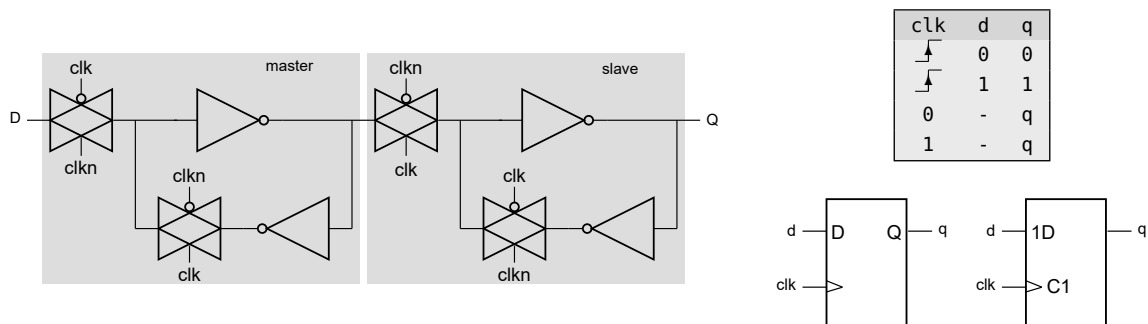 clk
master
D
clkn
clkn
clk
clkn
slave
clk
clk
clkn
Q
clk d q
0 0
1 1
0 - q
1 - q
d D Q q
clk
d 1D q
clk C1